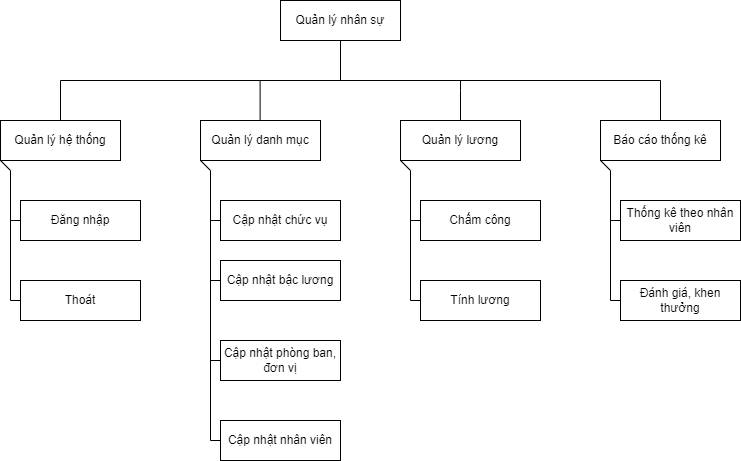 Quản lý nhân sự
Quản lý hệ thống
Quản lý danh mục
Quản lý lương
Báo cáo thống kê
Đăng nhập
Cập nhật chức vụ
Chấm công
Thống kê theo nhân
viên
Thoát
Cập nhật bậc lương
Tính lương
Đánh giá, khen
thưởng
Cập nhật phòng ban,
đơn vị
Cập nhật nhân viên